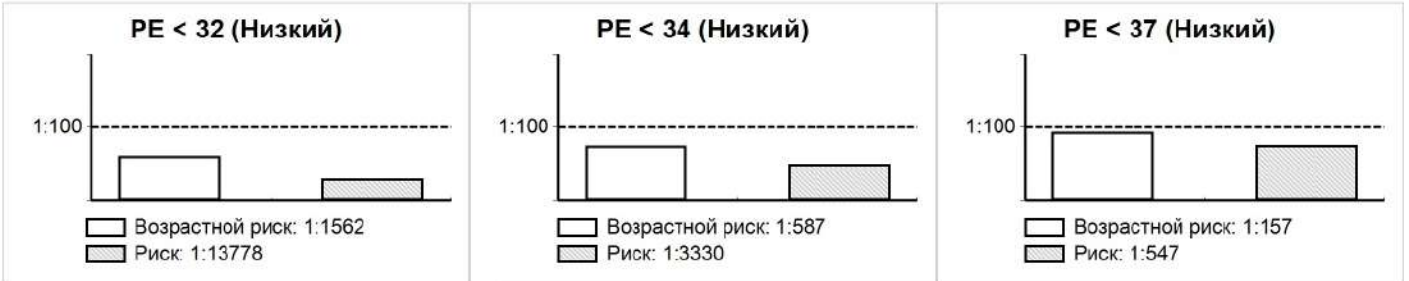 PE < 32 (Низкий)
1:100
Возрастной риск: 1:1562
Риск: 1:13778
PE < 34 (Низкий)
1:100
Возрастной риск: 1:587
Риск: 1:3330
PE < 37 (Низкий)
1:100
Возрастной риск: 1:157
Риск: 1:547